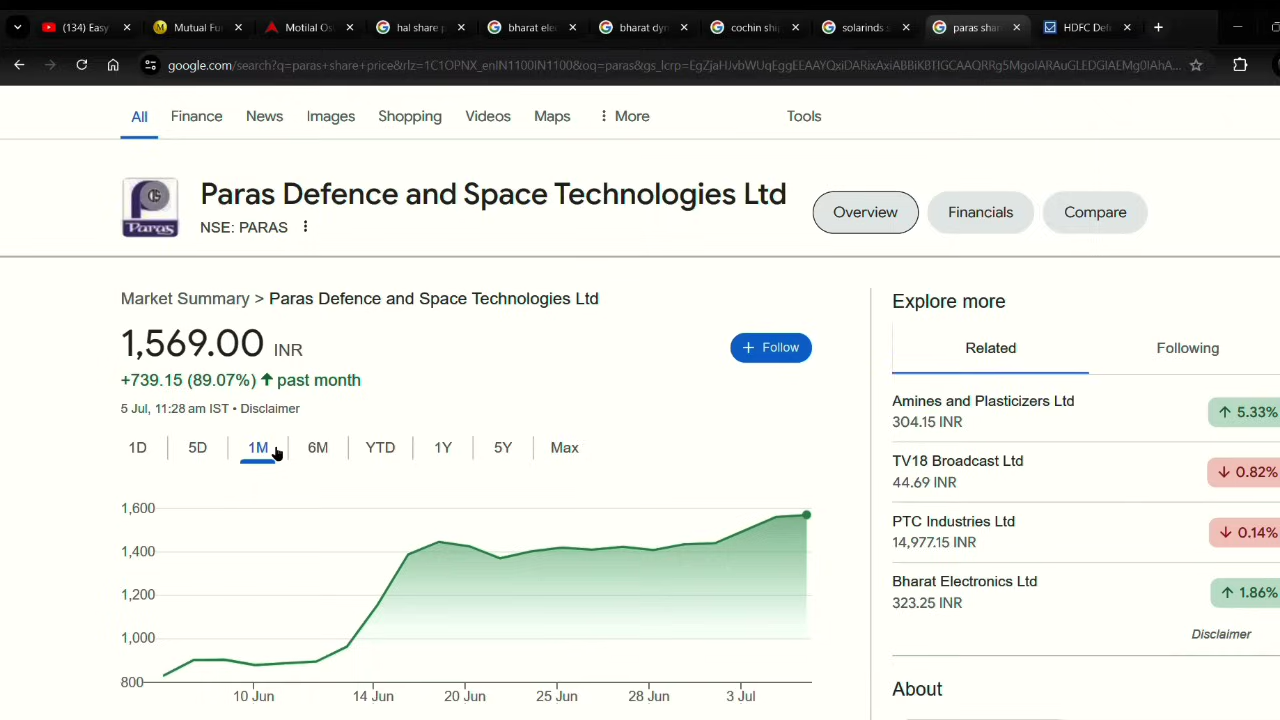 (134) Easy
Mutual Fu
Motilal Os
hal share p
bharat ele
bharat dyn
cochin shi
solarinds s
paras shar
HDFC Def
google.com/search?q=paras+share+price&rlz=1C1OPNX_enIN1100IN1100&oq=paras&gs_lcrp=
All
Finance
News
Images
Shopping
Videos
Maps
More
Tools
Paras Defence and Space Technologies Ltd
NSE: PARAS
Paras
Overview
Financials
Compare
Market Summary > Paras Defence and Space Technologies Ltd
1,569.00 INR
+ Follow
+739.15 (89.07%) ↑ past month
5 Jul, 11:28 am IST • Disclaimer
1D
5D
1M
6M
YTD
1Y
5Y
Max
1,600
1,400
1,200
1,000
800
10 Jun
14 Jun
20 Jun
25 Jun
28 Jun
3 Jul
Explore more
Related
Following
Amines and Plasticizers Ltd
304.15 INR
↑ 5.33%
TV18 Broadcast Ltd
44.69 INR
↓ 0.82%
PTC Industries Ltd
14,977.15 INR
↓ 0.14%
Bharat Electronics Ltd
323.25 INR
↑ 1.86%
Disclaimer
About